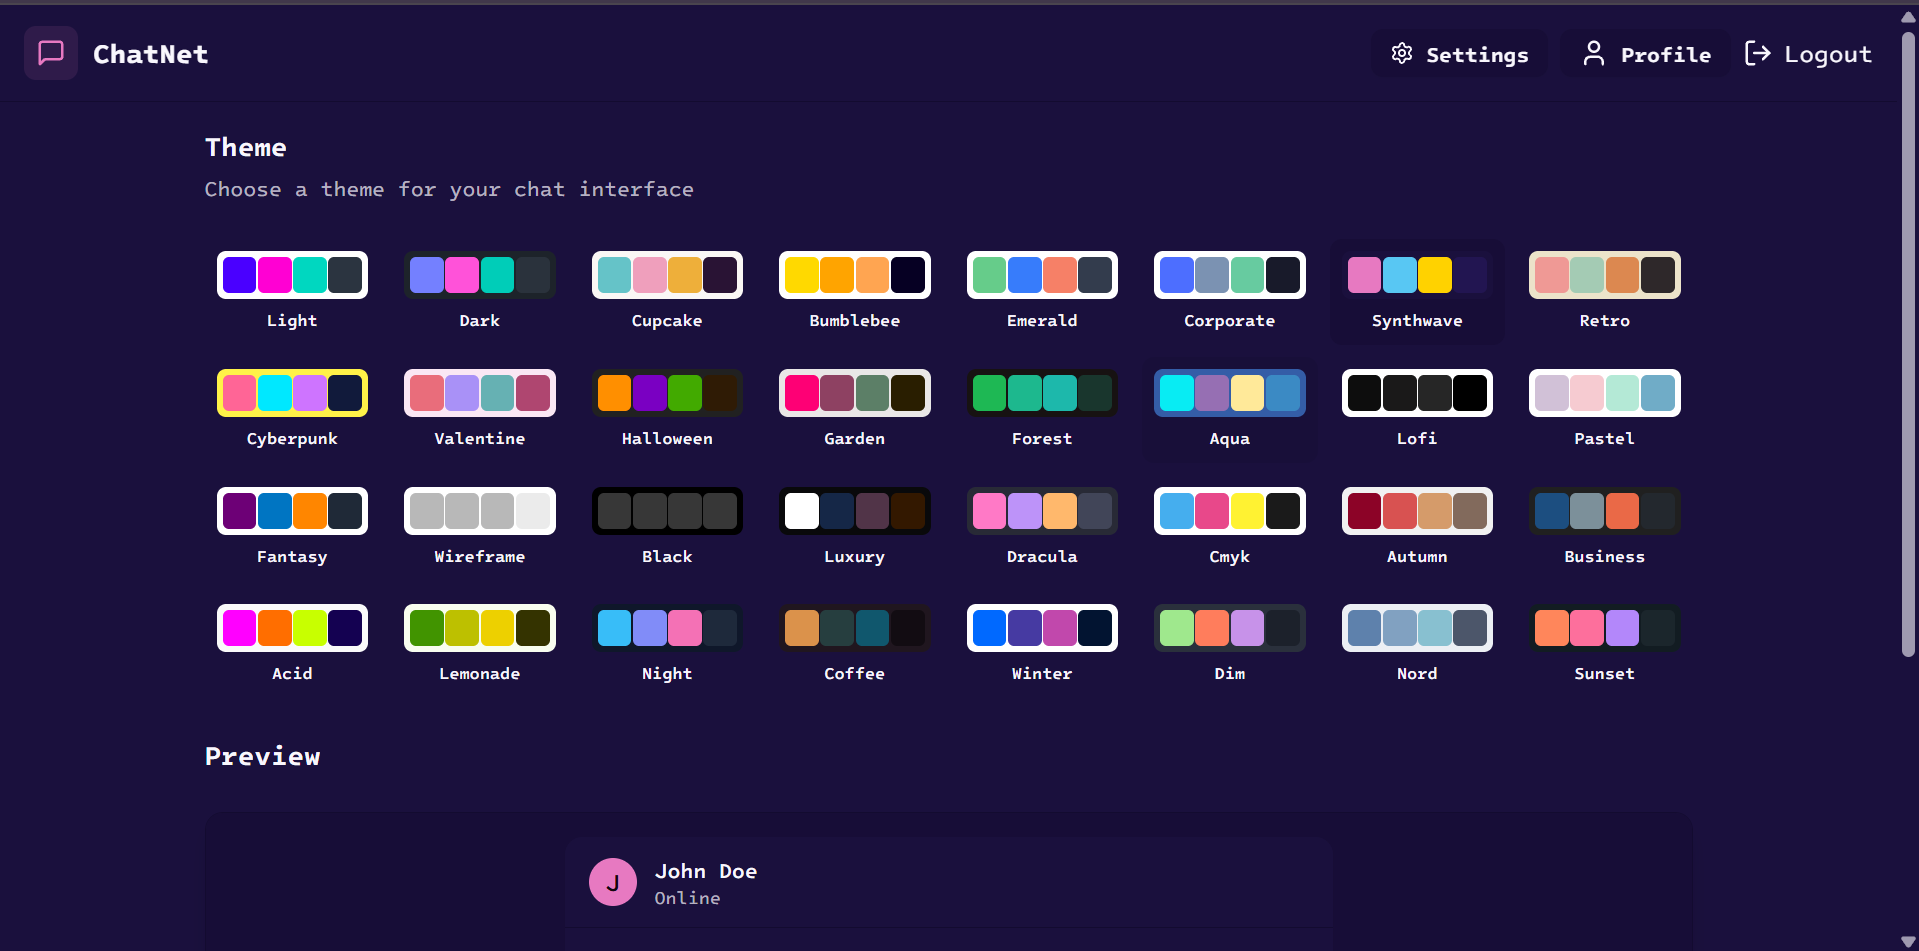 ChatNet
Settings Profile Logout
Theme
Choose a theme for your chat interface
Light Dark Cupcake Bumblebee Emerald Corporate Synthwave Retro
Cyberpunk Valentine Halloween Garden Forest Aqua Lofi Pastel
Fantasy Wireframe Black Luxury Dracula Cmyk Autumn Business
Acid Lemonade Night Coffee Winter Dim Nord Sunset
Preview
J
John Doe
Online